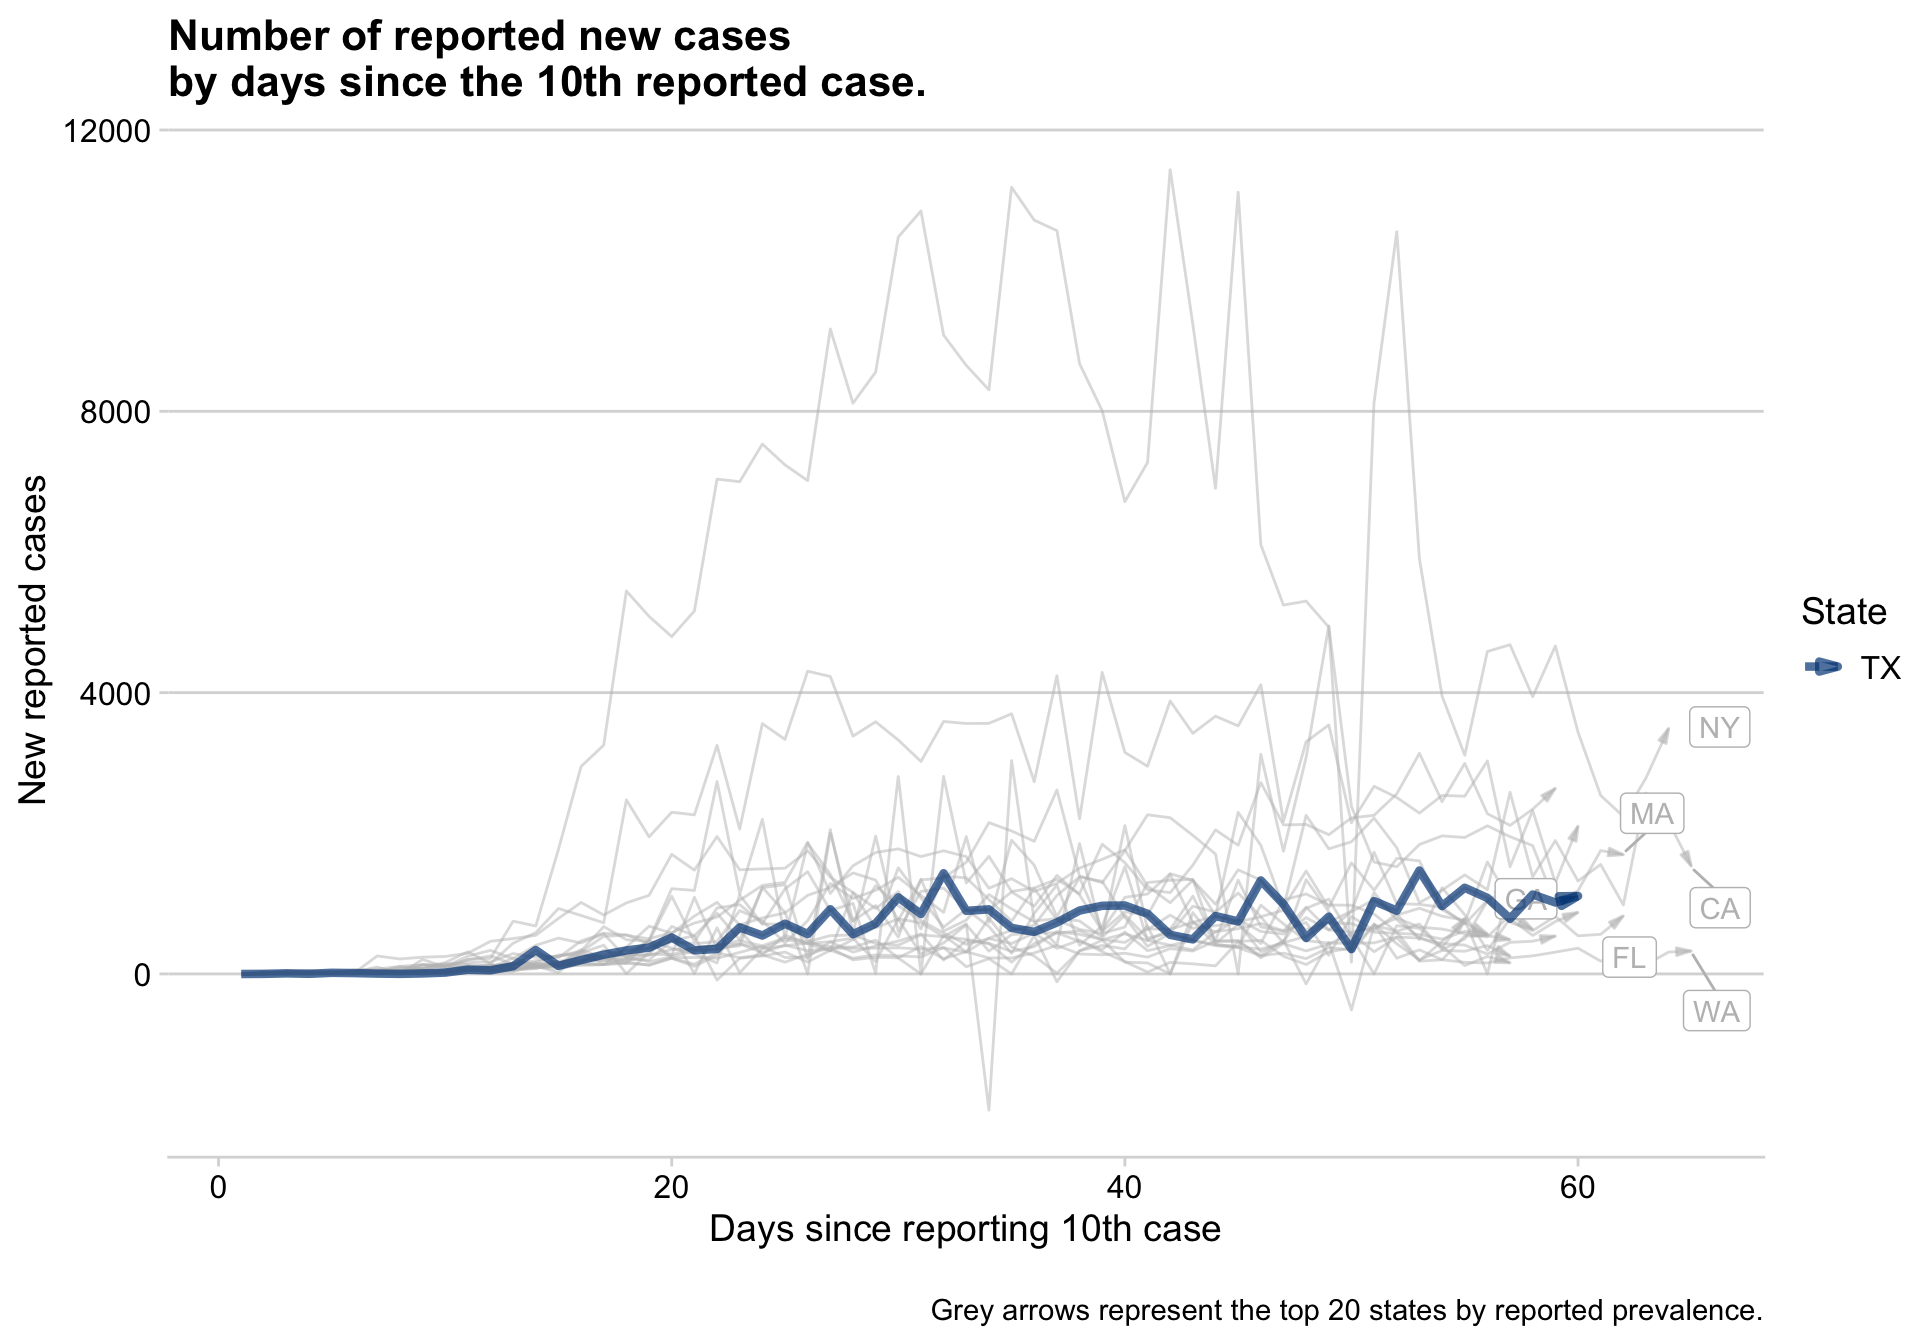 Number of reported new cases
by days since the 10th reported case.
12000
8000
4000
0
New reported cases
0
20
40
60
Days since reporting 10th case
NY
MA
GA
CA
FL
WA
State
TX
Grey arrows represent the top 20 states by reported prevalence.